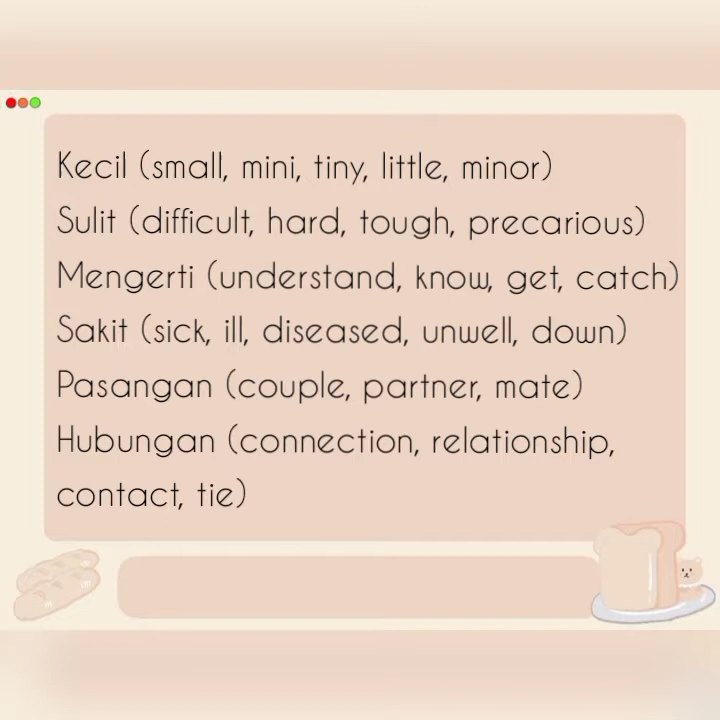 Kecil (small, mini, tiny, little, minor)
Sulit (difficult, hard, tough, precarious)
Mengerti (understand, know, get, catch)
Sakit (sick, ill, diseased, unwell, down)
Pasangan (couple, partner, mate)
Hubungan (connection, relationship,
contact, tie)